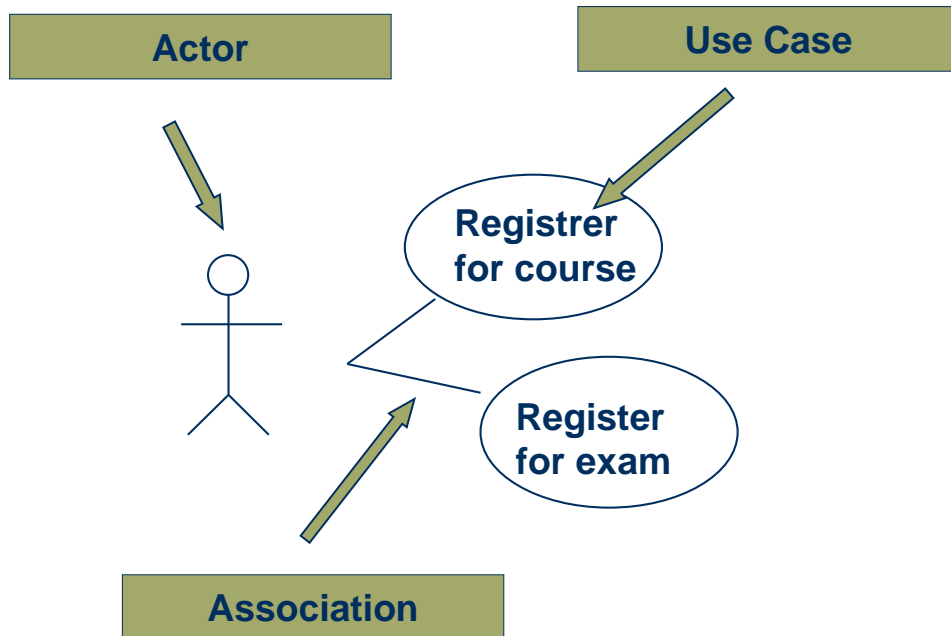 Actor
Use Case
Registrer
for course
Register
for exam
Association